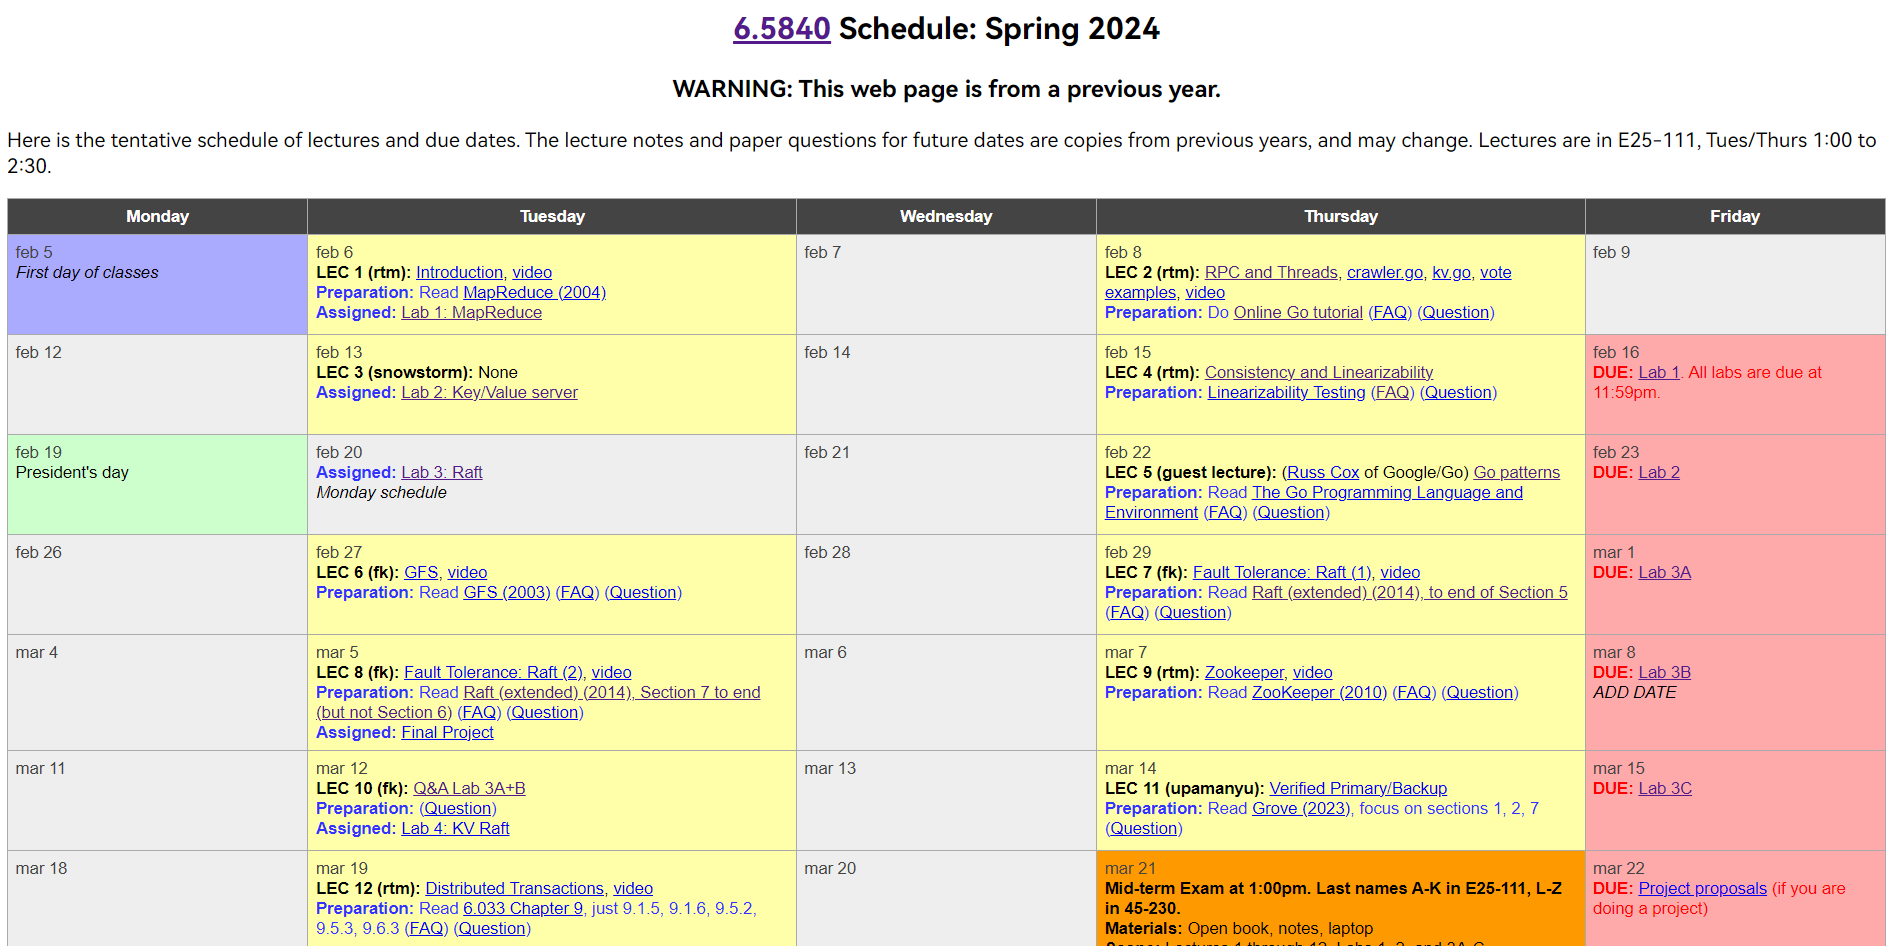 6.5840 Schedule: Spring 2024
WARNING: This web page is from a previous year.
Here is the tentative schedule of lectures and due dates. The lecture notes and paper questions for future dates are copies from previous years, and may change. Lectures are in E25-111, Tues/Thurs 1:00 to
2:30.
Monday
Tuesday
Wednesday
Thursday
Friday
feb 5
First day of classes
feb 6
LEC 1 (rtm): Introduction, video
Preparation: Read MapReduce (2004)
Assigned: Lab 1: MapReduce
feb 7
feb 8
LEC 2 (rtm): RPC and Threads, crawler.go, kv.go, vote
examples, video
Preparation: Do Online Go tutorial (FAQ) (Question)
feb 9
feb 12
feb 13
LEC 3 (snowstorm): None
Assigned: Lab 2: Key/Value server
feb 14
feb 15
LEC 4 (rtm): Consistency and Linearizability
Preparation: Linearizability Testing (FAQ) (Question)
feb 16
DUE: Lab 1. All labs are due at
11:59pm.
feb 19
President's day
feb 20
Assigned: Lab 3: Raft
Monday schedule
feb 21
feb 22
LEC 5 (guest lecture): (Russ Cox of Google/Go) Go patterns
Preparation: Read The Go Programming Language and
Environment (FAQ) (Question)
feb 23
DUE: Lab 2
feb 26
feb 27
LEC 6 (fk): GFS, video
Preparation: Read GFS (2003) (FAQ) (Question)
feb 28
feb 29
LEC 7 (fk): Fault Tolerance: Raft (1), video
Preparation: Read Raft (extended) (2014), to end of Section 5
(FAQ) (Question)
mar 1
DUE: Lab 3A
mar 4
mar 5
LEC 8 (fk): Fault Tolerance: Raft (2), video
Preparation: Read Raft (extended) (2014), Section 7 to end
(but not Section 6) (FAQ) (Question)
Assigned: Final Project
mar 6
mar 7
LEC 9 (rtm): Zookeeper, video
Preparation: Read ZooKeeper (2010) (FAQ) (Question)
mar 8
DUE: Lab 3B
ADD DATE
mar 11
mar 12
LEC 10 (fk): Q&A Lab 3A+B
Preparation: (Question)
Assigned: Lab 4: KV Raft
mar 13
mar 14
LEC 11 (upamanyu): Verified Primary/Backup
Preparation: Read Grove (2023), focus on sections 1, 2, 7
(Question)
mar 15
DUE: Lab 3C
mar 18
mar 19
LEC 12 (rtm): Distributed Transactions, video
Preparation: Read 6.033 Chapter 9, just 9.1.5, 9.1.6, 9.5.2,
9.5.3, 9.6.3 (FAQ) (Question)
mar 20
mar 21
Mid-term Exam at 1:00pm. Last names A-K in E25-111, L-Z
in 45-230.
Materials: Open book, notes, laptop
mar 22
DUE: Project proposals (if you are
doing a project)